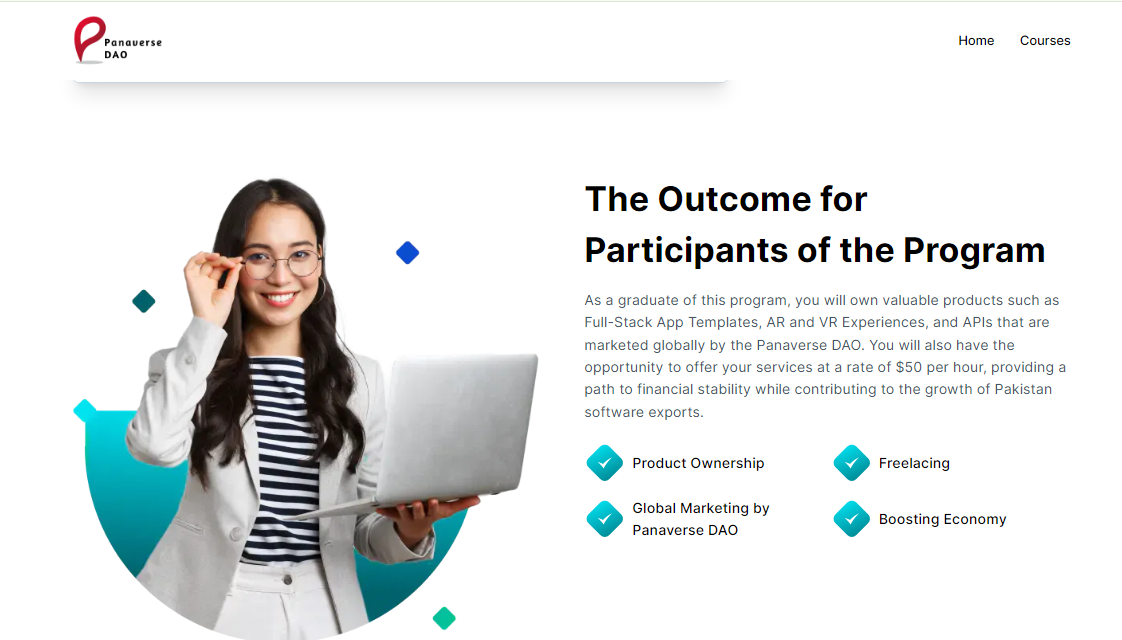 Panaverse
DAO
Home
Courses
The Outcome for
Participants of the Program
As a graduate of this program, you will own valuable products such as
Full-Stack App Templates, AR and VR Experiences, and APIs that are
marketed globally by the Panaverse DAO. You will also have the
opportunity to offer your services at a rate of $50 per hour, providing a
path to financial stability while contributing to the growth of Pakistan
software exports.
Product Ownership
Freelacing
Global Marketing by
Panaverse DAO
Boosting Economy